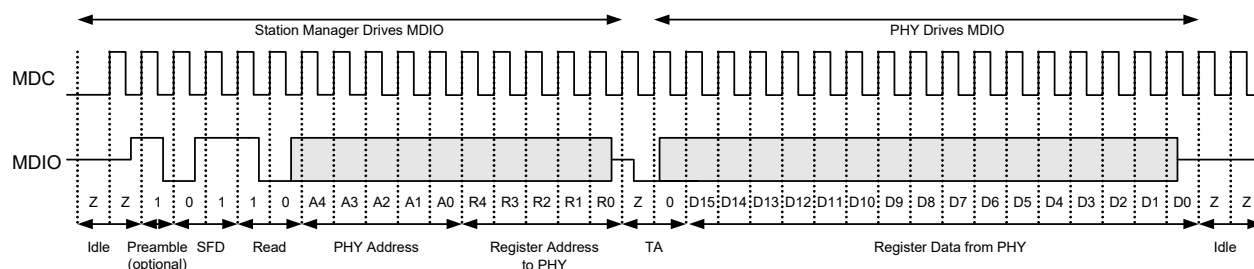 Station Manager Drives MDIO PHY Drives MDIO
MDC
MDIO
Z Z 1 0 1 1 0 A4 A3 A2 A1 A0 R4 R3 R2 R1 R0 Z 0 D15 D14 D13 D12 D11 D10 D9 D8 D7 D6 D5 D4 D3 D2 D1 D0 Z Z
Idle Preamble SFD Read PHY Address Register Address TA Register Data from PHY Idle
(optional) to PHY